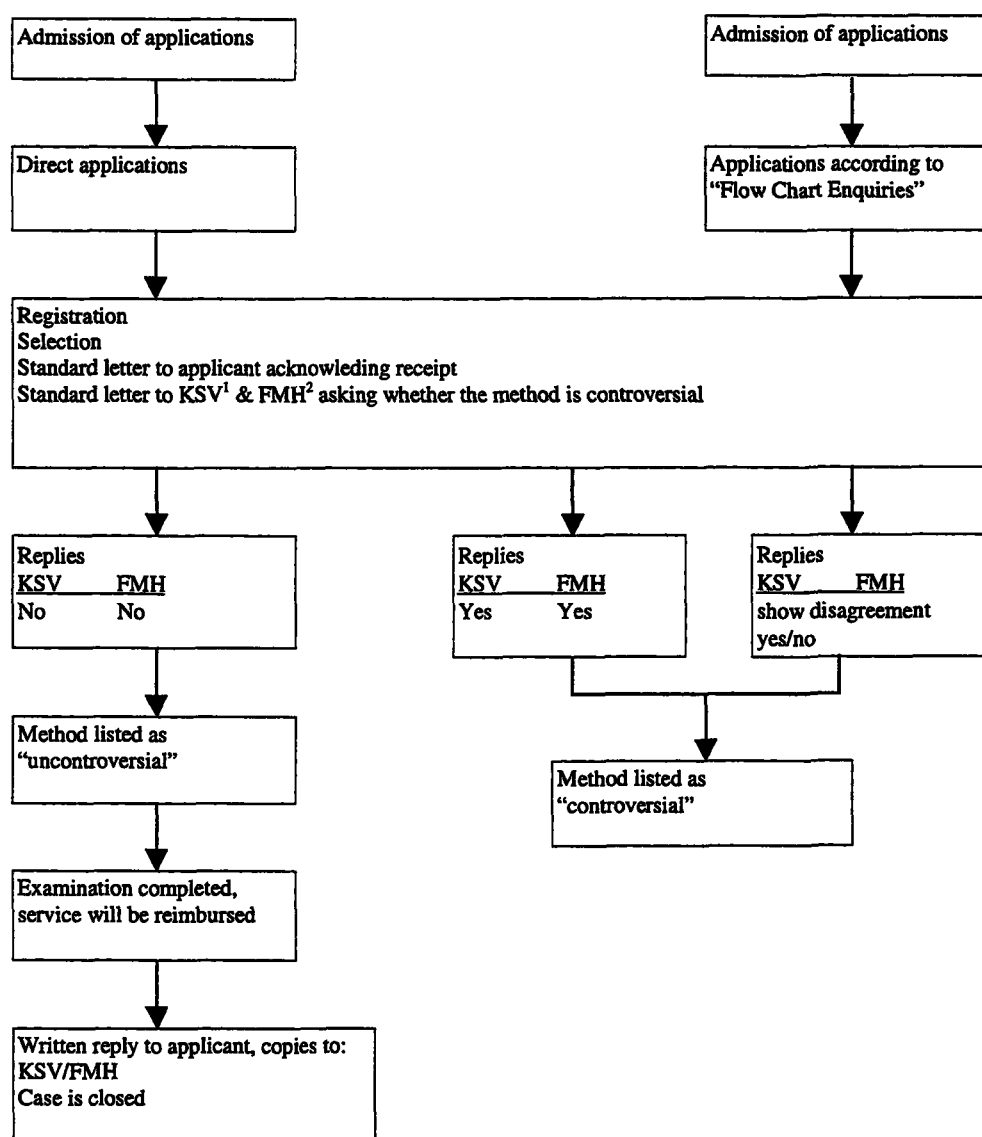 Admission of applications
Admission of applications
Direct applications
Applications according to
“Flow Chart Enquiries”
Registration
Selection
Standard letter to applicant acknowleding receipt
Standard letter to KSV¹ & FMH² asking whether the method is controversial
Replies
KSV FMH
No No
Replies
KSV FMH
Yes Yes
Replies
KSV FMH
show disagreement
yes/no
Method listed as
“uncontroversial”
Method listed as
“controversial”
Examination completed,
service will be reimbursed
Written reply to applicant, copies to:
KSV/FMH
Case is closed